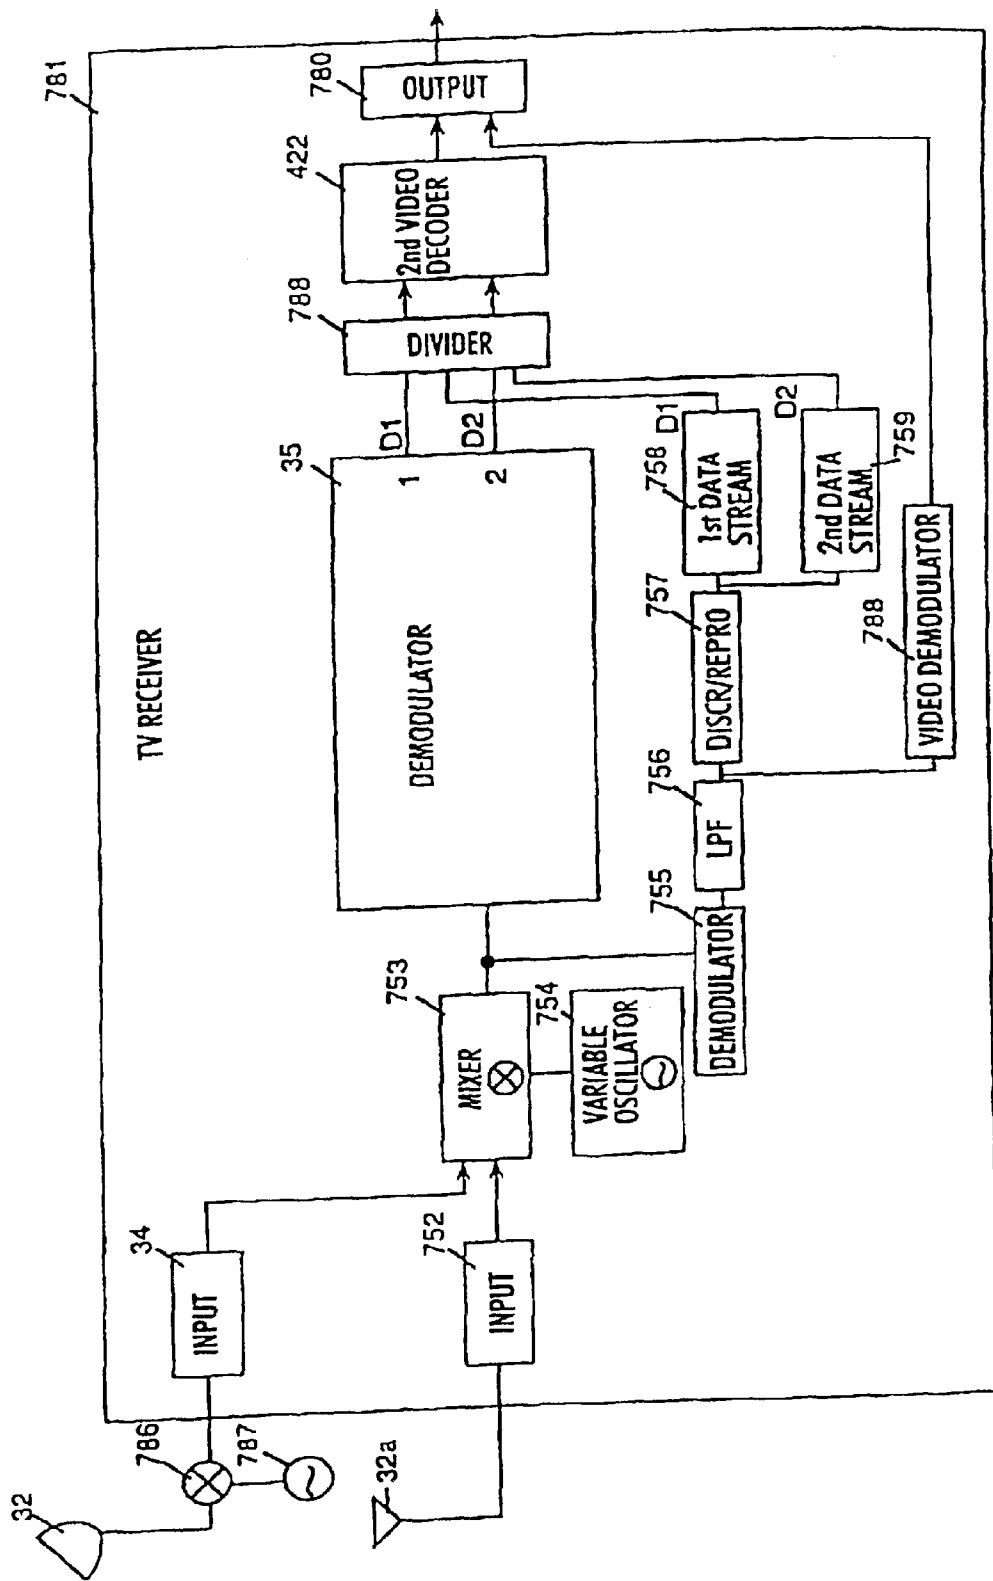 781
TV RECEIVER
32
786
787
32a
34
INPUT
752
INPUT
753
MIXER
754
VARIABLE
OSCILLATOR
35
DEMODULATOR
1
2
D1
D2
788
DIVIDER
422
2nd VIDEO
DECODER
780
OUTPUT
755
DEMODULATOR
756
LPF
757
DISCR/REPRO
758
1st DATA
STREAM
D1
2nd DATA
STREAM
D2
759
788
VIDEO DEMODULATOR